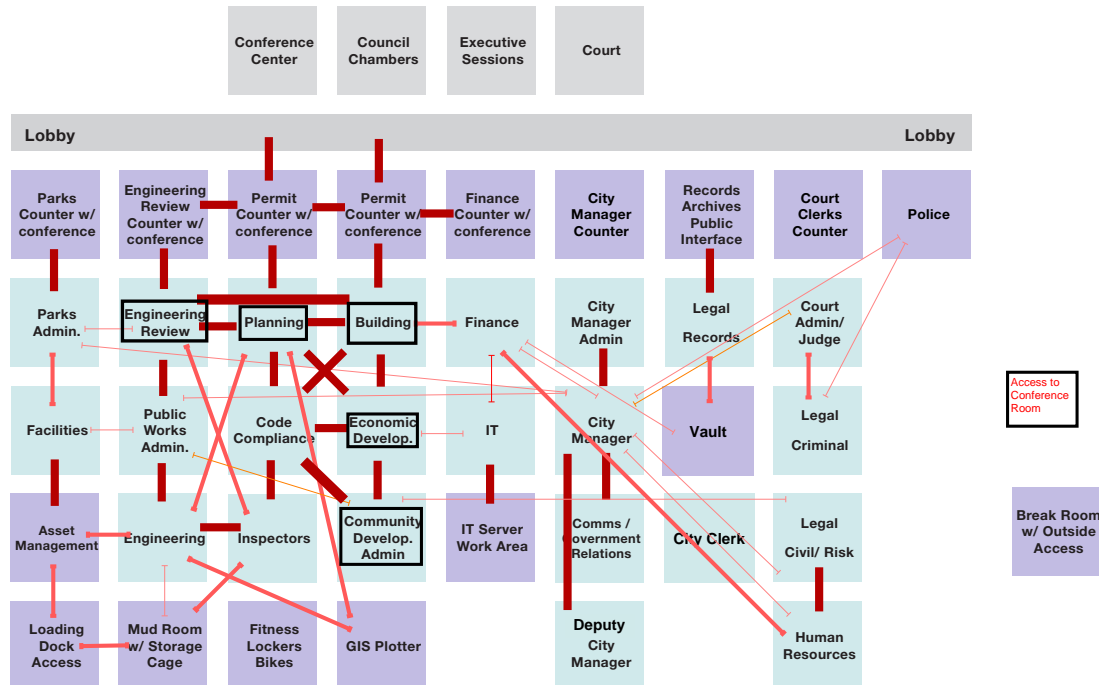 Conference
Center
Council
Chambers
Executive
Sessions
Court
Lobby
Lobby
Parks
Counter w/
conference
Engineering
Review
Counter w/
conference
Permit
Counter w/
conference
Permit
Counter w/
conference
Finance
Counter w/
conference
City
Manager
Counter
Records
Archives
Public
Interface
Court
Clerks
Counter
Police
Parks
Admin.
Engineering
Review
Planning
Building
Finance
City
Manager
Admin
Legal
Records
Court
Admin/
Judge
Access to
Conference
Room
Facilities
Public
Works
Admin.
Code
Compliance
Economic
Develop.
IT
City
Manager
Vault
Legal
Criminal
Asset
Management
Engineering
Inspectors
Community
Develop.
Admin
IT Server
Work Area
Comms /
Government
Relations
City Clerk
Legal
Civil/ Risk
Break Room
w/ Outside
Access
Loading
Dock
Access
Mud Room
w/ Storage
Cage
Fitness
Lockers
Bikes
GIS Plotter
Deputy
City
Manager
Human
Resources